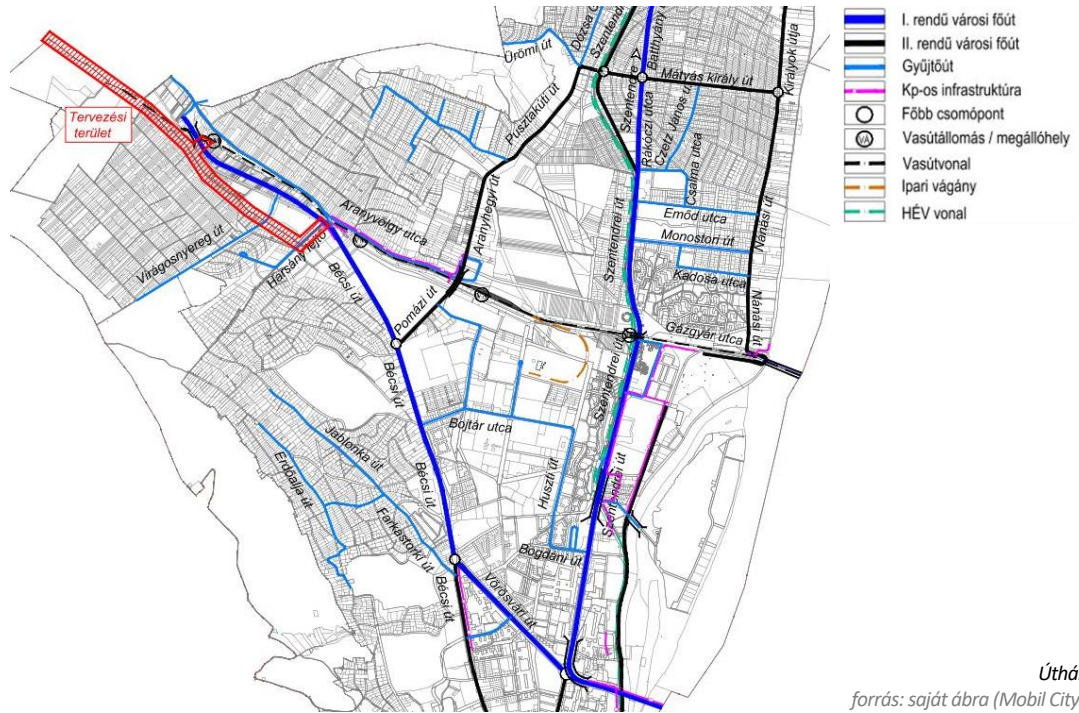 I. rendű városi főút
II. rendű városi főút
Gyűjtőút
Kp-os infrastruktúra
Főbb csomópont
Vasútállomás / megállóhely
Vasútvonal
Ipari vágány
HÉV vonal
Tervezési
terület
Ürömi út
Dózsa
Batthyány
Mátyás király út
Királyok útja
Pusztakúti út
Rákóczi utca
Czetz János u
Csalma utca
Aranyhegyi út
Aranyvölgy utca
Szentendrei út
Emőd utca
Monostori út
Kadosa utca
Nánási út
Nánási út
Virágosnyereg út
Bécsi út
Pomázi út
Gázgyár utca
Szentendrei út
Bécsi út
Bojtár utca
Jablonka út
Erdőalja út
Huszti út
Szentendrei út
Bécsi út
Farkastorki út
Bogdáni út
Bécsi út
Vörösvári út
forrás: saját ábra (Mobil City